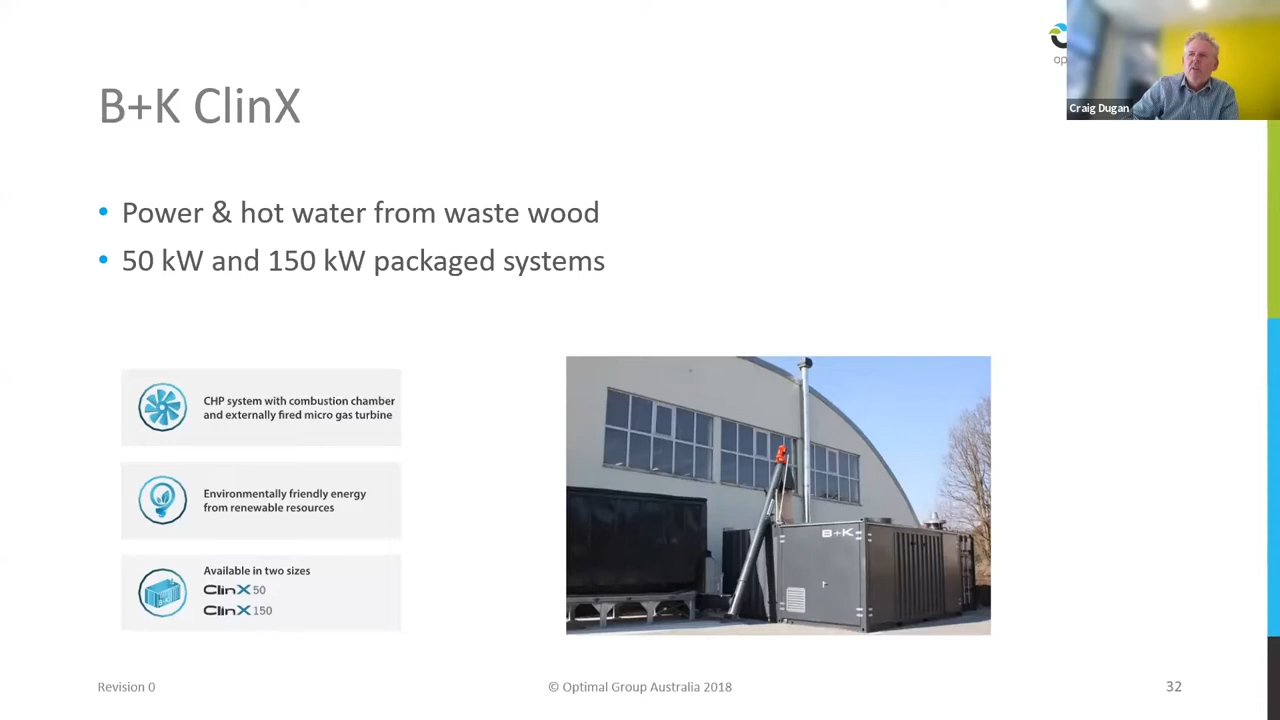 op
Craig Dugan
B+K ClinX
• Power & hot water from waste wood
• 50 kW and 150 kW packaged systems
CHP system with combustion chamber
and externally fired micro gas turbine
Environmentally friendly energy
from renewable resources
Available in two sizes
ClinX 50
ClinX 150
B+K
Revision 0
© Optimal Group Australia 2018
32